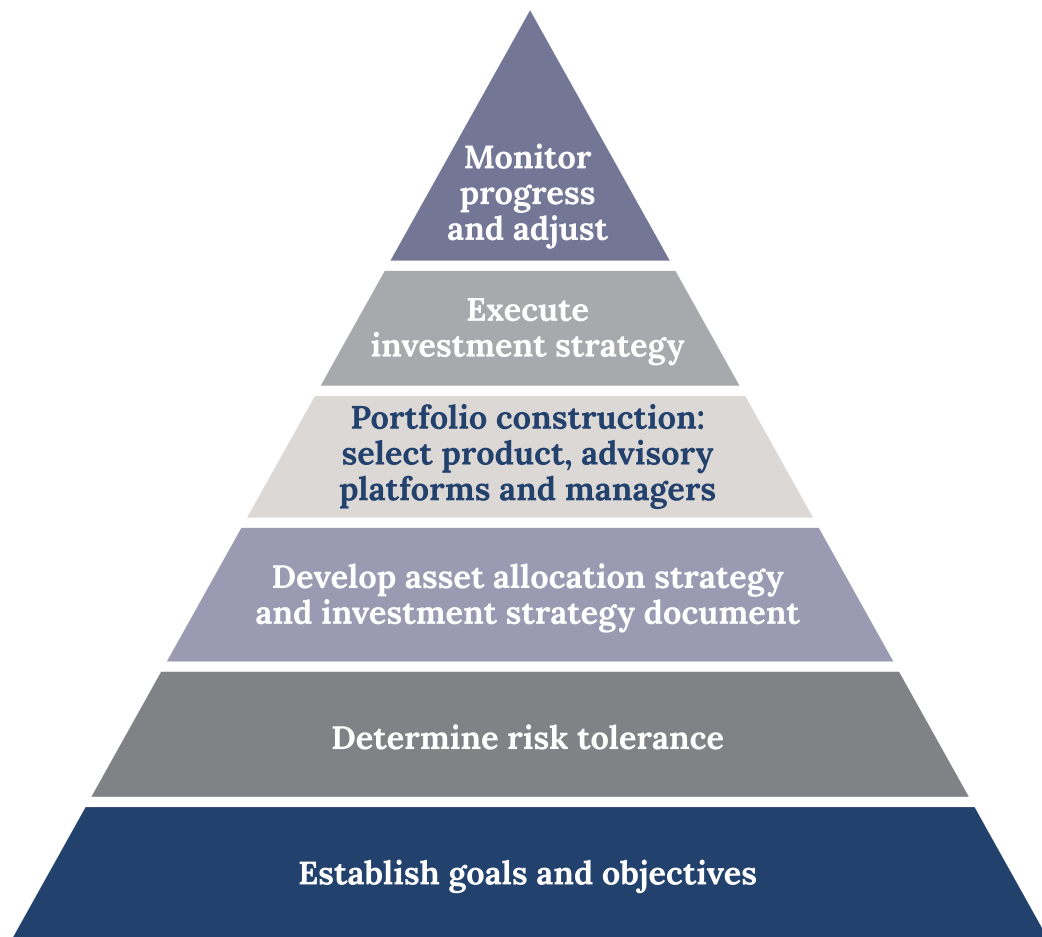 Monitor
progress
and adjust
Execute
investment strategy
Portfolio construction:
select product, advisory
platforms and managers
Develop asset allocation strategy
and investment strategy document
Determine risk tolerance
Establish goals and objectives